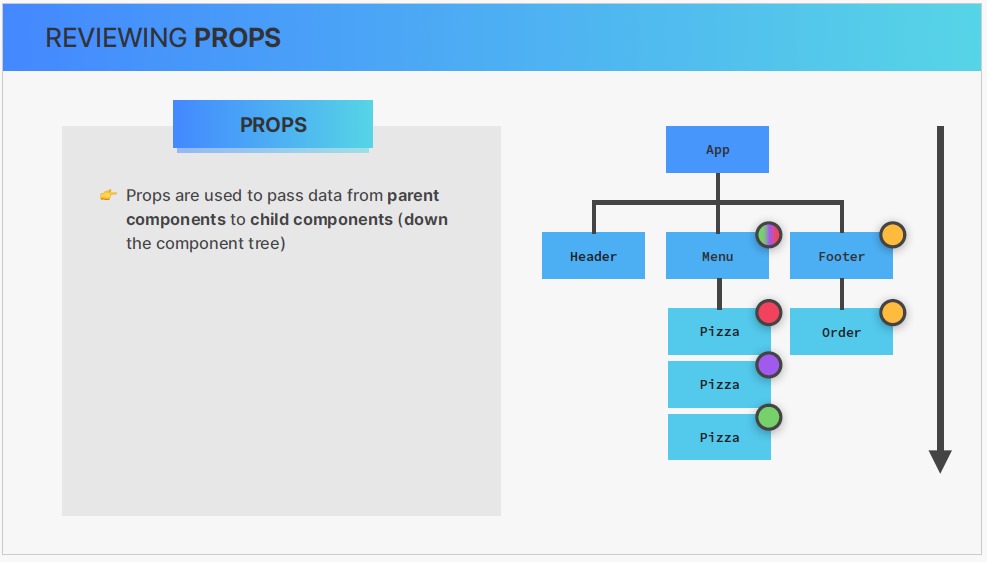 REVIEWING PROPS
PROPS
👉 Props are used to pass data from parent
components to child components (down
the component tree)
App
Header
Menu
Footer
Pizza
Order
Pizza
Pizza